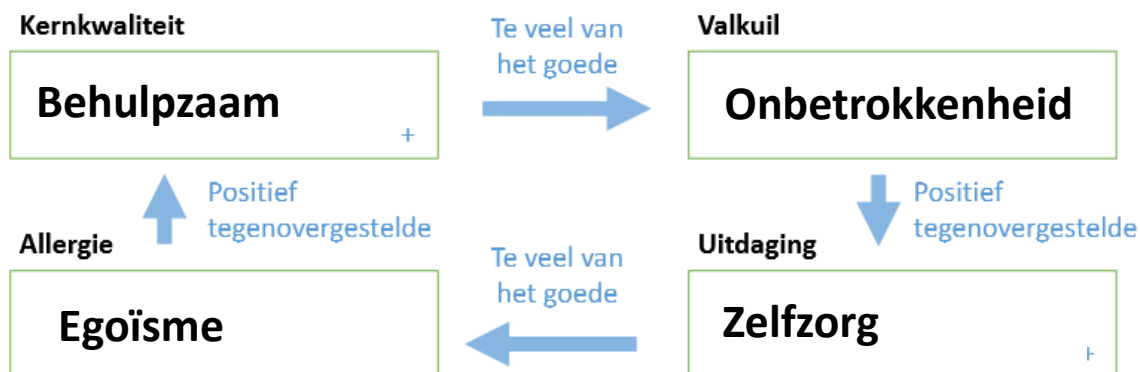 Kernkwaliteit
Te veel van
het goede
Valkuil
Behulpzaam
+
Onbetrokkenheid
Positief
tegenovergestelde
Positief
tegenovergestelde
Allergie
Te veel van
het goede
Uitdaging
Egoïsme
Zelfzorg
+